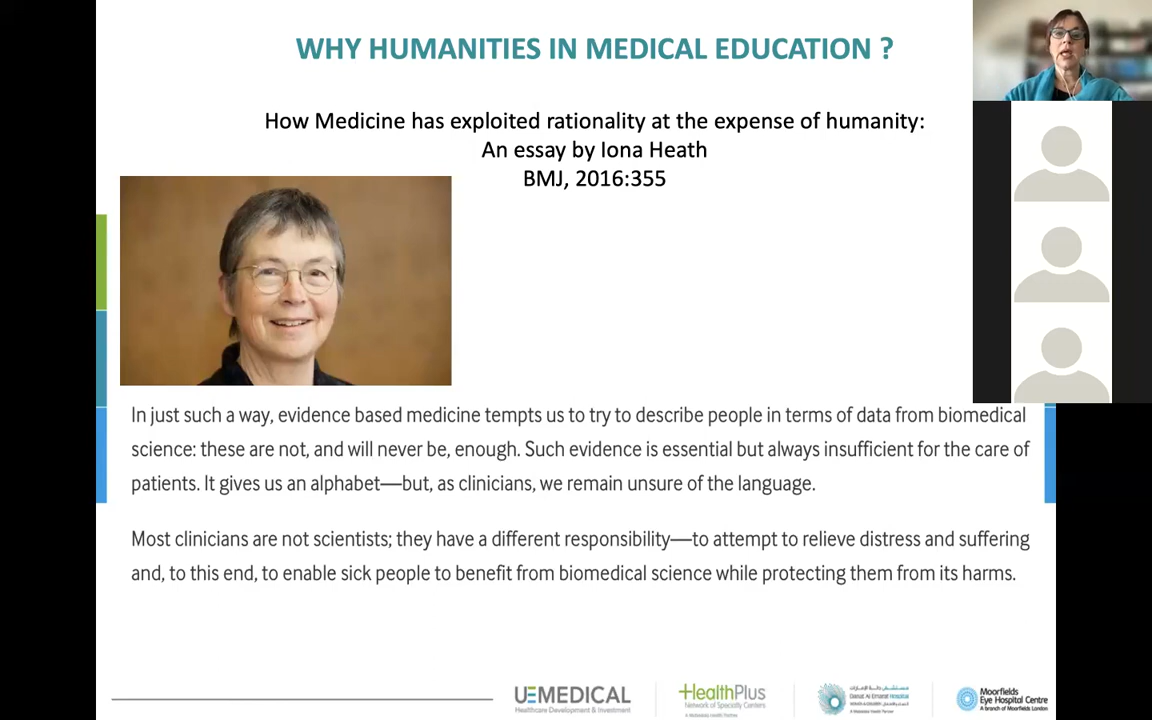 WHY HUMANITIES IN MEDICAL EDUCATION ?
How Medicine has exploited rationality at the expense of humanity:
An essay by Iona Heath
BMJ, 2016:355
In just such a way, evidence based medicine tempts us to try to describe people in terms of data from biomedical
science: these are not, and will never be, enough. Such evidence is essential but always insufficient for the care of
patients. It gives us an alphabet—but, as clinicians, we remain unsure of the language.
Most clinicians are not scientists; they have a different responsibility—to attempt to relieve distress and suffering
and, to this end, to enable sick people to benefit from biomedical science while protecting them from its harms.
UEMEDICAL
Healthcare Development & Investment
HealthPlus
Network of Specialty Centers
Danat Al Emarat Hospital
Moorfields
Eye Hospital Centre
A branch of Moorfields London